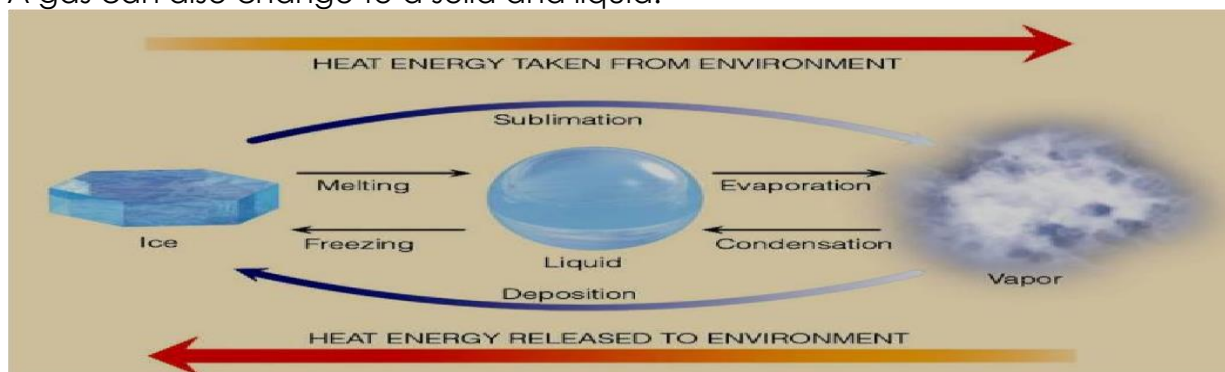 A gas can also change to a solid and liquid.
HEAT ENERGY TAKEN FROM ENVIRONMENT
Sublimation
Melting
Evaporation
Ice
Freezing
Liquid
Condensation
Vapor
Deposition
HEAT ENERGY RELEASED TO ENVIRONMENT